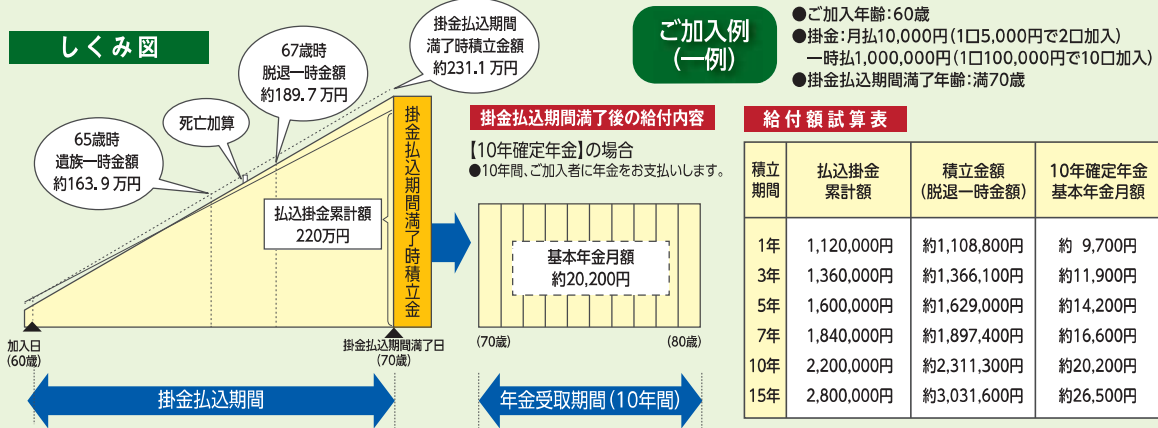 しくみ図
65歳時
遺族一時金額
約163.9万円
死亡加算
67歳時
脱退一時金額
約189.7万円
掛金払込期間
満了時積立金額
約231.1万円
払込掛金累計額
220万円
掛金払込期間満了時積立金
加入日
(60歳)
掛金払込期間満了日
(70歳)
掛金払込期間
ご加入例
(一例)
●ご加入年齢:60歳
●掛金:月払10,000円(1口5,000円で2口加入)
一時払1,000,000円(1口100,000円で10口加入)
●掛金払込期間満了年齢:満70歳
掛金払込期間満了後の給付内容
【10年確定年金】の場合
●10年間、ご加入者に年金をお支払いします。
基本年金月額
約20,200円
(70歳) (80歳)
年金受取期間(10年間)
給付額試算表
積立期間 払込掛金累計額 積立金額(脱退一時金額) 10年確定年金基本年金月額
1年 1,120,000円 約1,108,800円 約 9,700円
3年 1,360,000円 約1,366,100円 約11,900円
5年 1,600,000円 約1,629,000円 約14,200円
7年 1,840,000円 約1,897,400円 約16,600円
10年 2,200,000円 約2,311,300円 約20,200円
15年 2,800,000円 約3,031,600円 約26,500円